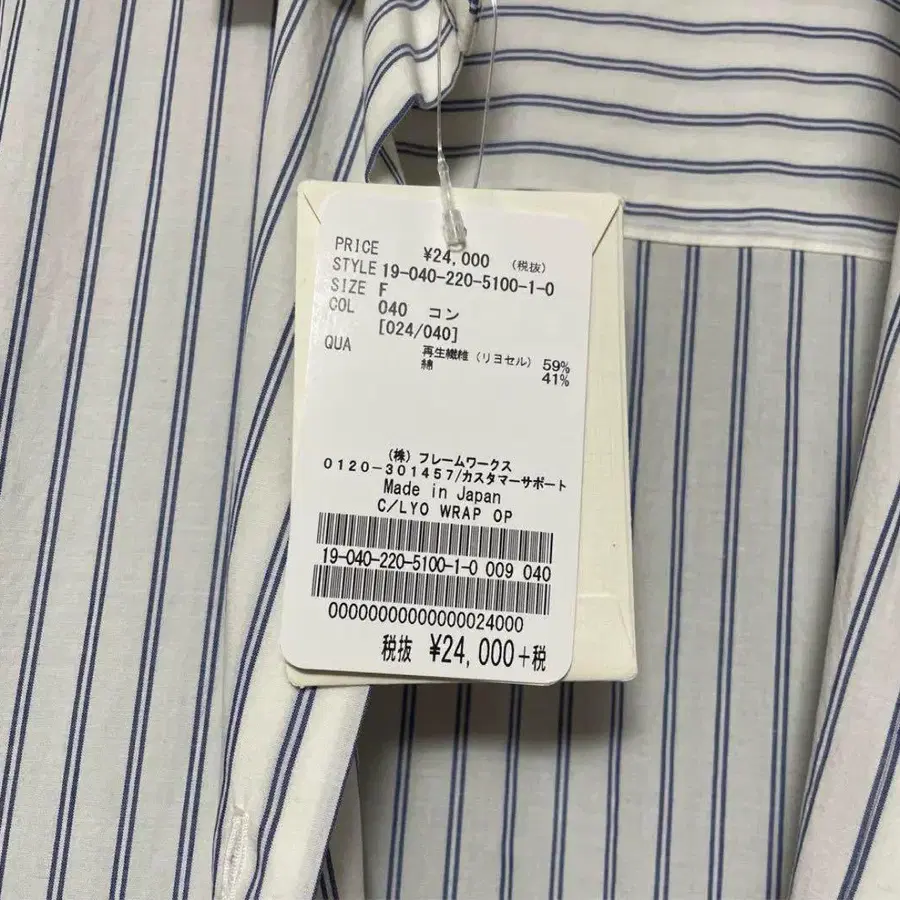 PRICE ¥24,000 (税抜)
STYLE 19-040-220-5100-1-0
SIZE F
COL 040 コン
[024/040]
QUA 再生繊維 (リヨセル) 59%
綿 41%
(株) フレームワークス
0120-301457/カスタマーサポート
Made in Japan
C/LYO WRAP OP
19-040-220-5100-1-0 009 040
00000000000000024000
税抜 ¥24,000+税